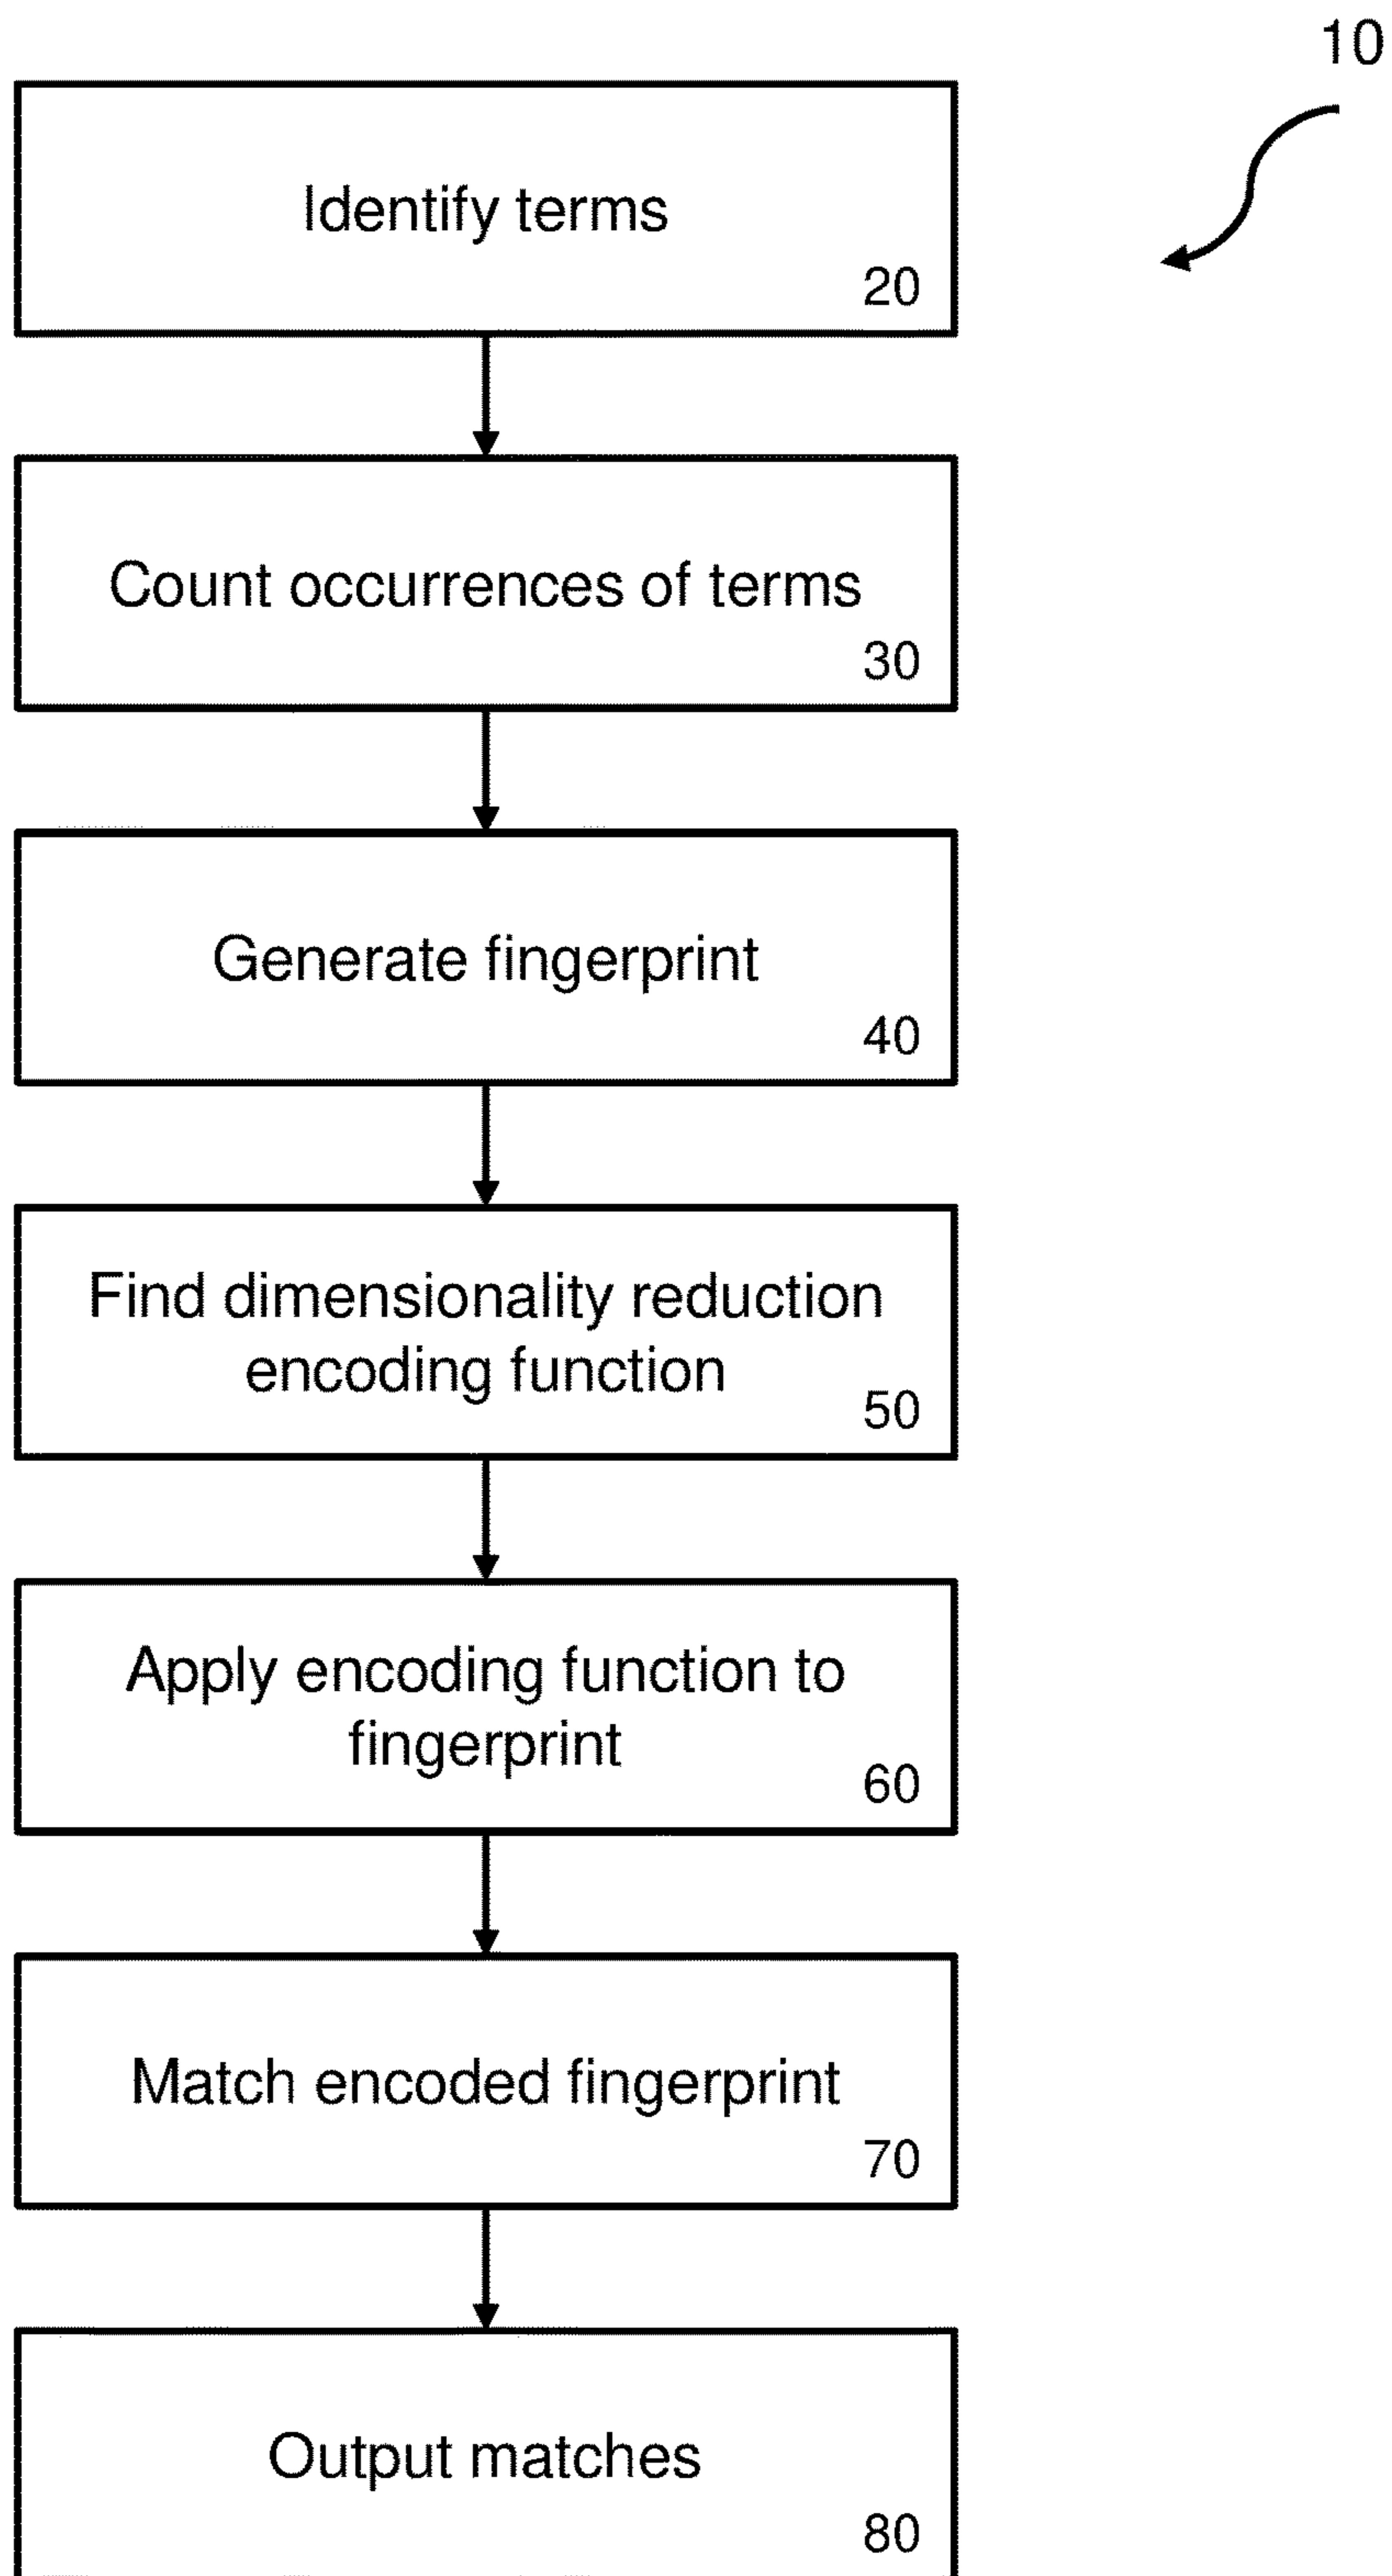 10
Identify terms
20
Count occurrences of terms
30
Generate fingerprint
40
Find dimensionality reduction
encoding function
50
Apply encoding function to
fingerprint
60
Match encoded fingerprint
70
Output matches
80